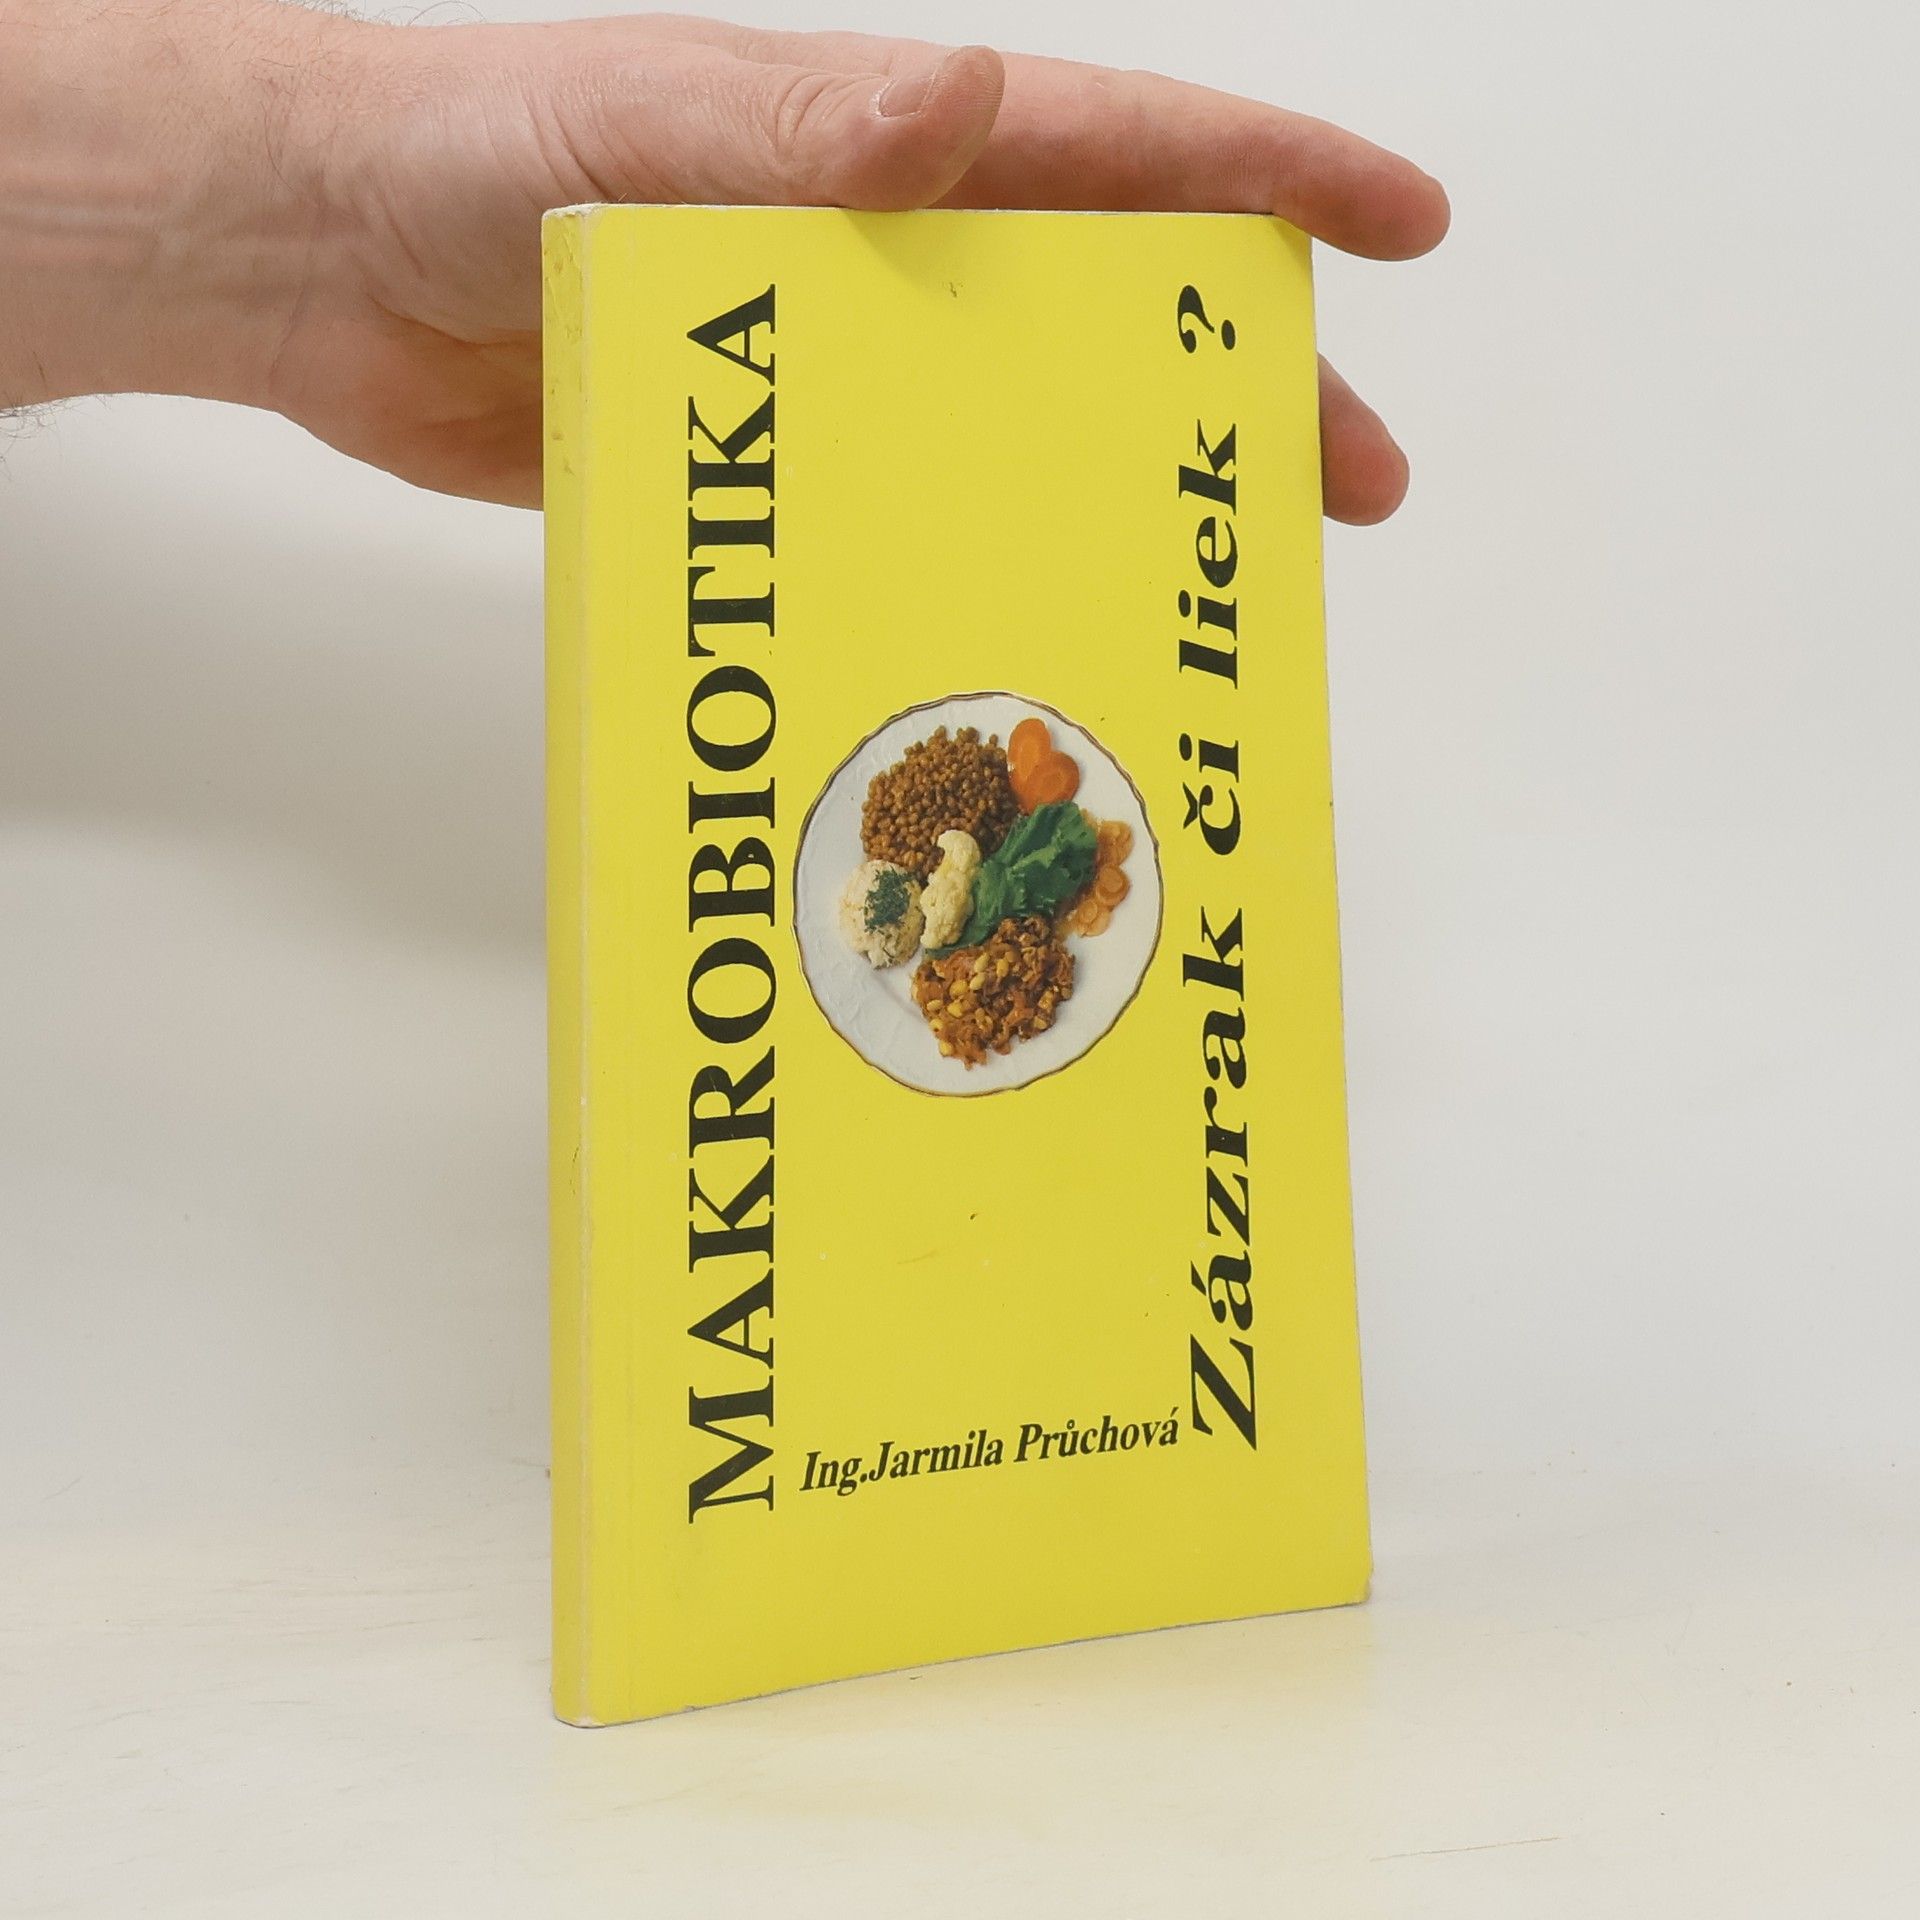 MAKROBIOTIKA
Zázrak či liek ?
Ing.Jarmila Průchová